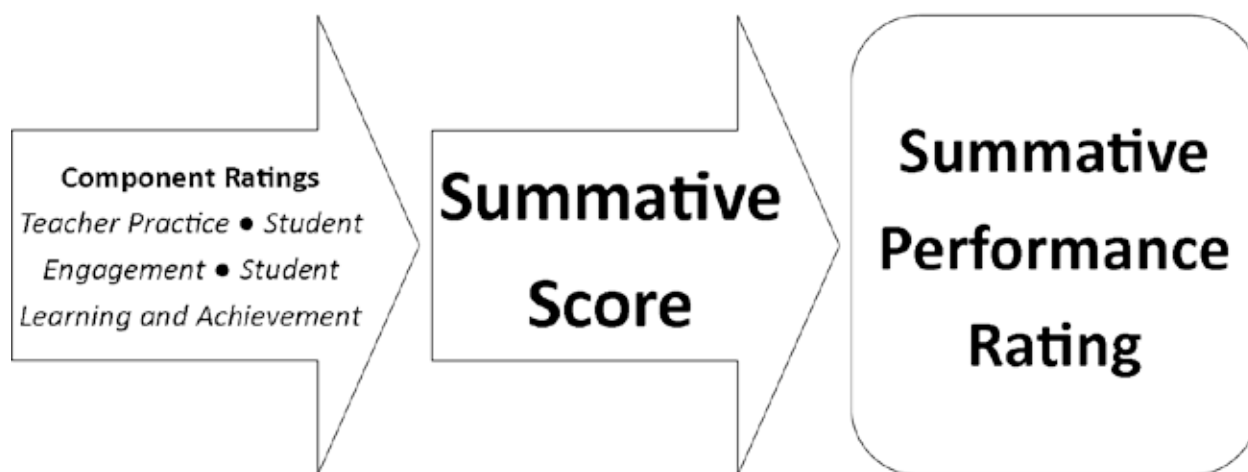 Component Ratings
Teacher Practice ● Student
Engagement ● Student
Learning and Achievement
Summative
Score
Summative
Performance
Rating